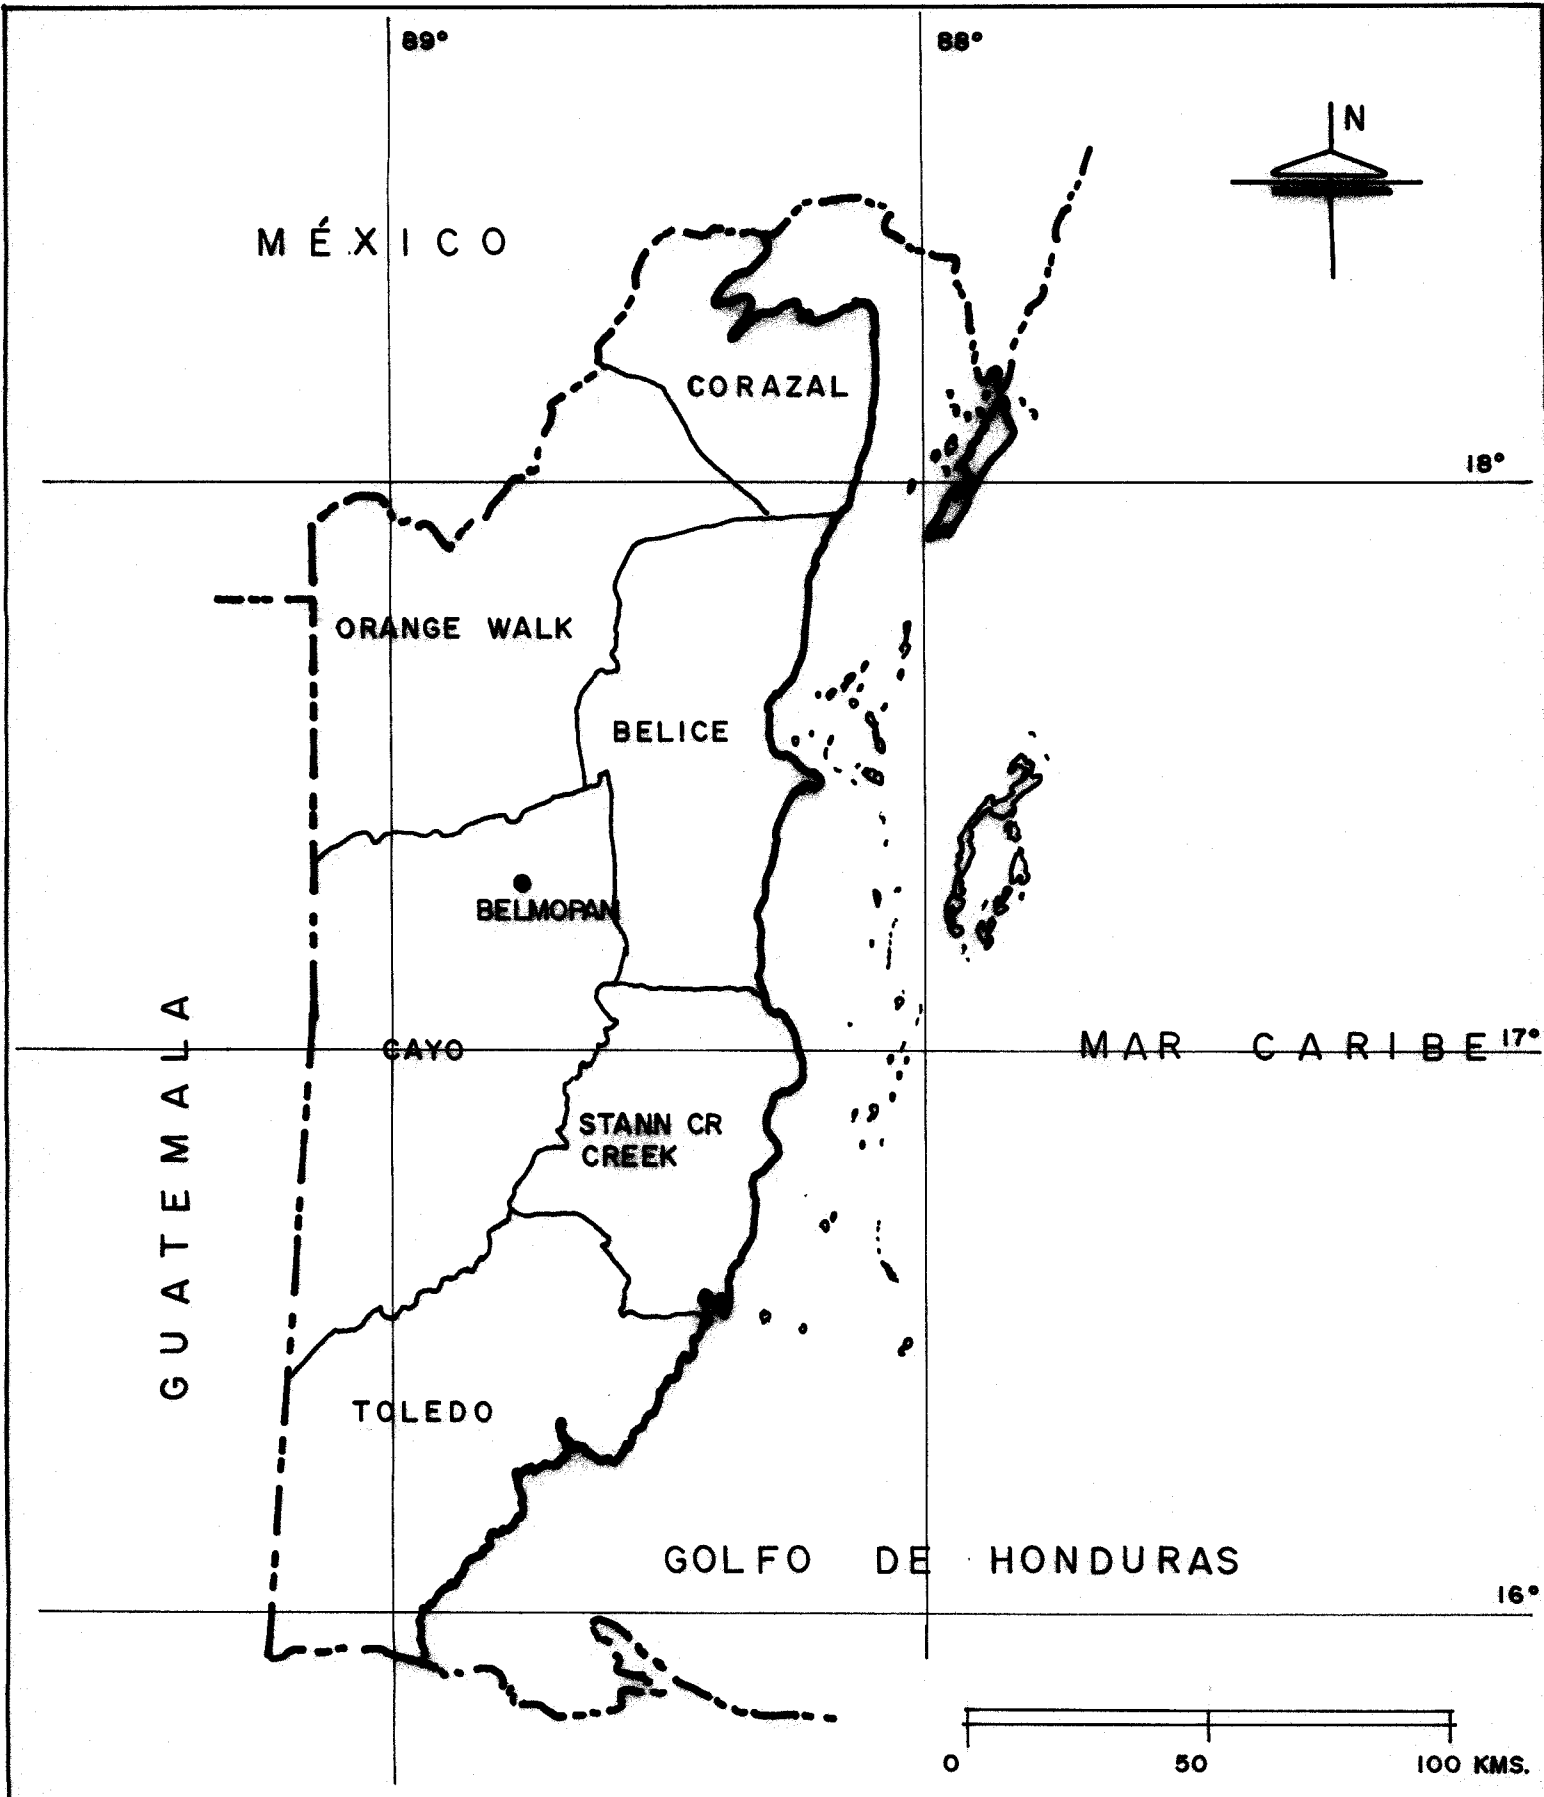 89°
88°
N
MÉXICO
CORAZAL
18°
ORANGE WALK
BELICE
BELMOPAN
GUATEMALA
CAYO
MAR CARIBE
17°
STANN CR
CREEK
TOLEDO
GOLFO DE HONDURAS
16°
0 50 100 KMS.